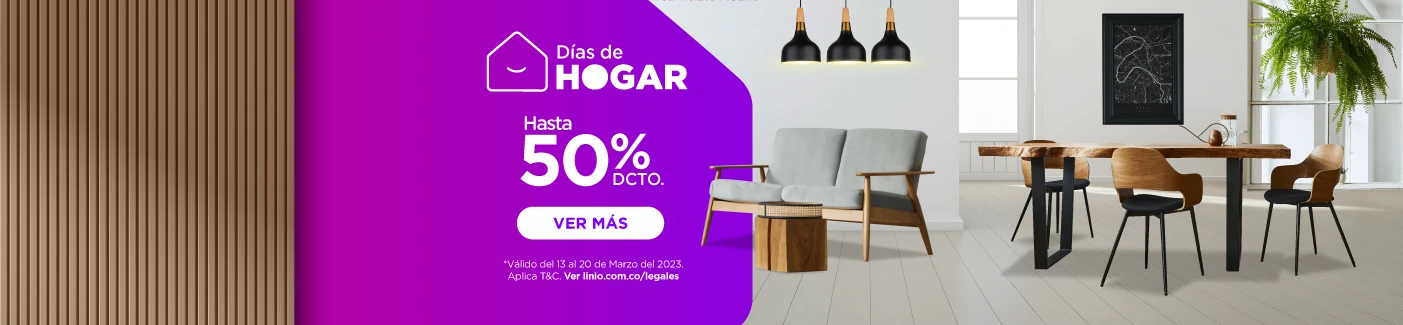 Días de
HOGAR
Hasta
50%
DCTO.
VER MÁS
*Válido del 13 al 20 de Marzo del 2023.
Aplica T&C. Ver linio.com.co/legales